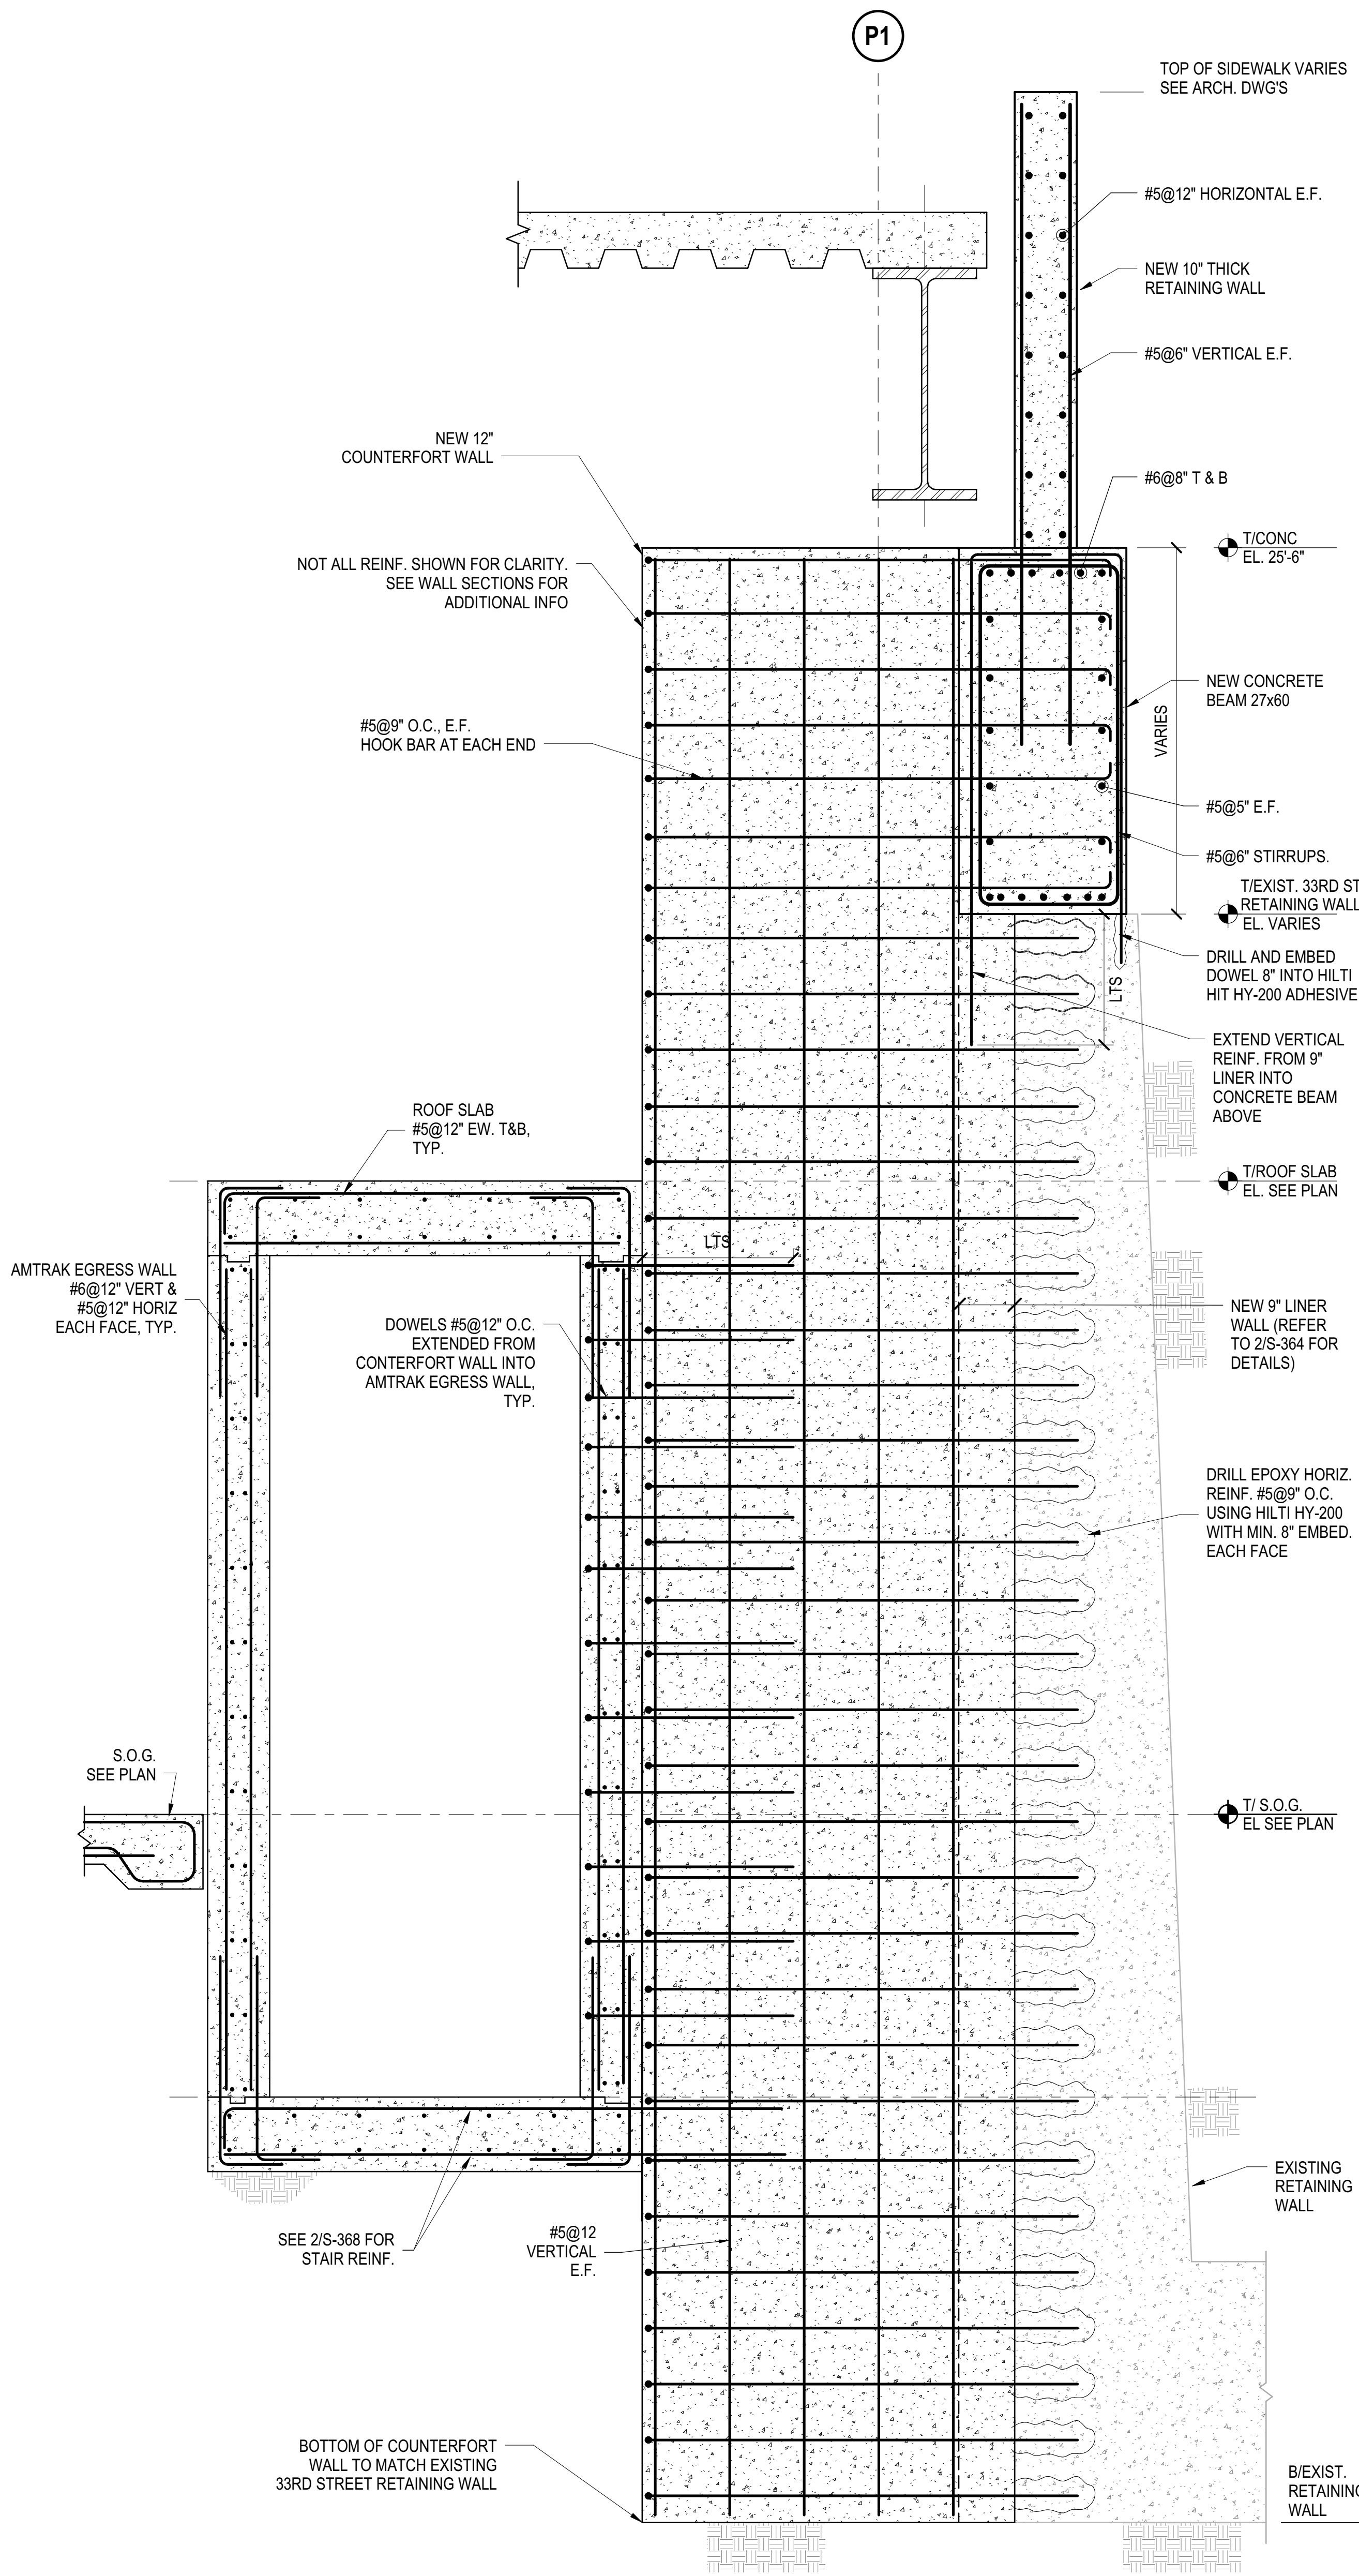 P1
TOP OF SIDEWALK VARIES
SEE ARCH. DWG'S
#5@12" HORIZONTAL E.F.
NEW 10" THICK
RETAINING WALL
#5@6" VERTICAL E.F.
NEW 12"
COUNTERFORT WALL
#6@8" T & B
T/CONC
EL. 25'-6"
NOT ALL REINF. SHOWN FOR CLARITY.
SEE WALL SECTIONS FOR
ADDITIONAL INFO
NEW CONCRETE
BEAM 27x60
VARIES
#5@9" O.C., E.F.
HOOK BAR AT EACH END
#5@5" E.F.
#5@6" STIRRUPS.
T/EXIST. 33RD ST
RETAINING WALL
EL. VARIES
DRILL AND EMBED
DOWEL 8" INTO HILTI
HIT HY-200 ADHESIVE
LTS
EXTEND VERTICAL
REINF. FROM 9"
LINER INTO
CONCRETE BEAM
ABOVE
ROOF SLAB
#5@12" EW. T&B,
TYP.
T/ROOF SLAB
EL. SEE PLAN
LTS
AMTRAK EGRESS WALL
#6@12" VERT &
#5@12" HORIZ
EACH FACE, TYP.
DOWELS #5@12" O.C.
EXTENDED FROM
CONTERFORT WALL INTO
AMTRAK EGRESS WALL,
TYP.
NEW 9" LINER
WALL (REFER
TO 2/S-364 FOR
DETAILS)
DRILL EPOXY HORIZ.
REINF. #5@9" O.C.
USING HILTI HY-200
WITH MIN. 8" EMBED.
EACH FACE
S.O.G.
SEE PLAN
T/ S.O.G.
EL SEE PLAN
EXISTING
RETAINING
WALL
SEE 2/S-368 FOR
STAIR REINF.
#5@12
VERTICAL
E.F.
BOTTOM OF COUNTERFORT
WALL TO MATCH EXISTING
33RD STREET RETAINING WALL
B/EXIST.
RETAINING
WALL